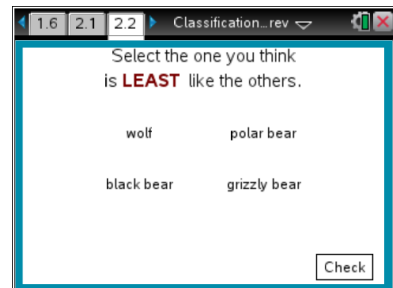 1.6 2.1 2.2 Classification...rev
Select the one you think
is LEAST like the others.
wolf polar bear
black bear grizzly bear
Check